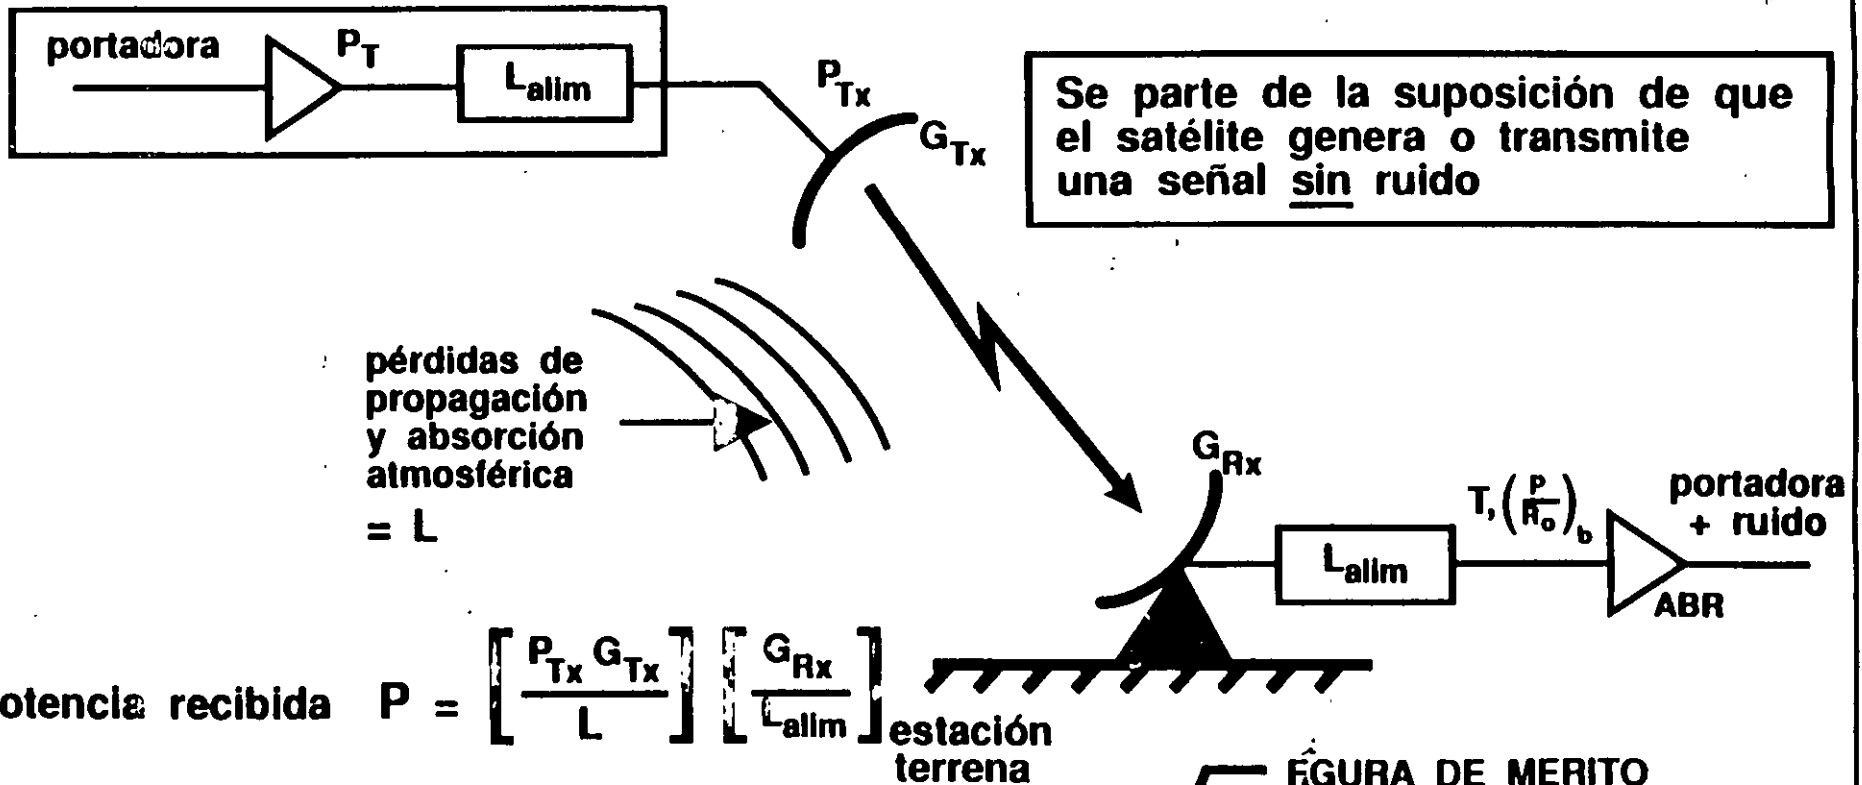 portadora
P_T
L_alim
P_Tx
G_Tx
Se parte de la suposición de que
el satélite genera o transmite
una señal sin ruido
pérdidas de
propagación
y absorción
atmosférica
= L
G_Rx
T, (P/R_o)_b
portadora
+ ruido
L_alim
ABR
otencia recibida P = [P_Tx G_Tx / L] [G_Rx / L_alim] estación
terrena
FGURA DE MERITO